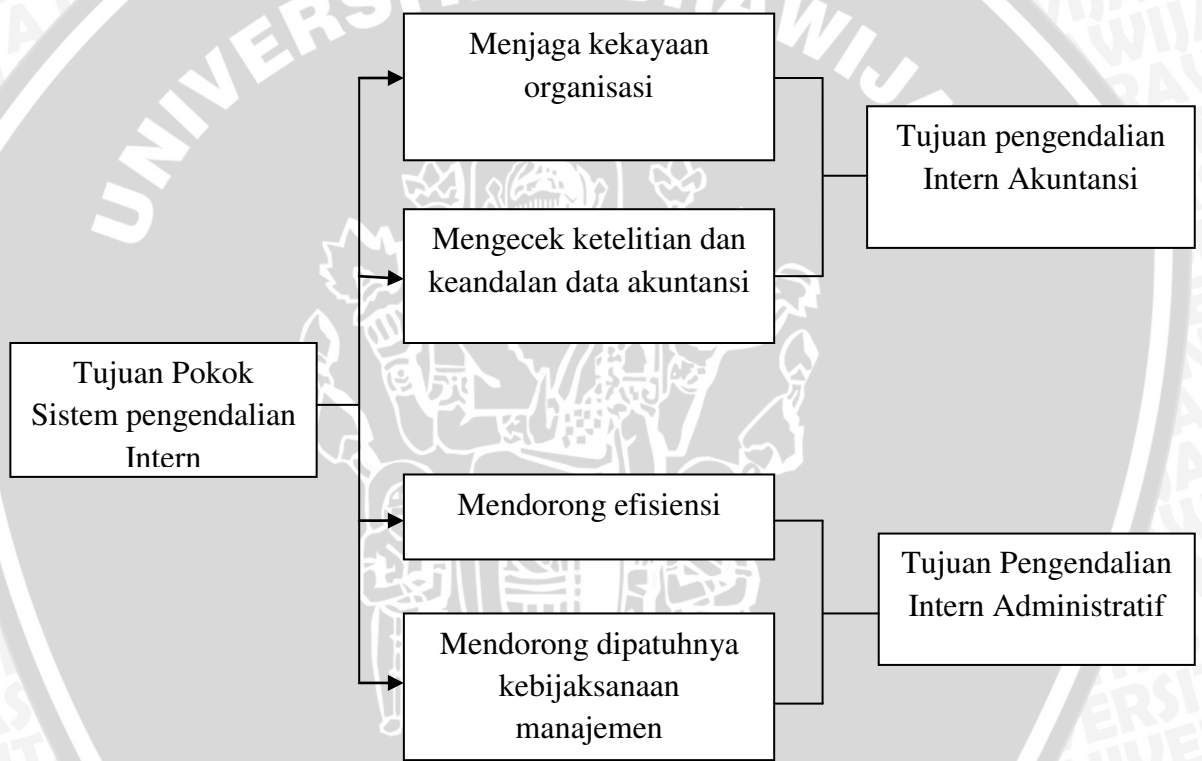 Menjaga kekayaan
organisasi
Tujuan pengendalian
Intern Akuntansi
Mengecek ketelitian dan
keandalan data akuntansi
Tujuan Pokok
Sistem pengendalian
Intern
Mendorong efisiensi
Tujuan Pengendalian
Intern Administratif
Mendorong dipatuhnya
kebijaksanaan
manajemen